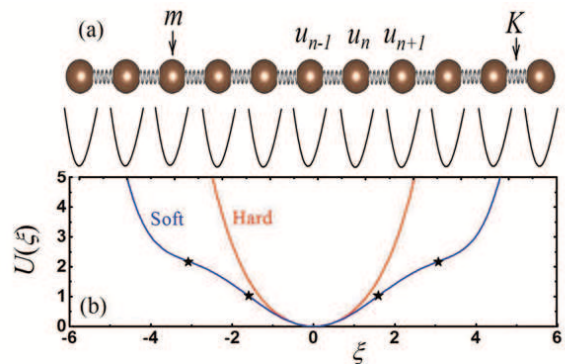 (a)
m
u_{n-1} u_n u_{n+1}
K
5
4
3
2
1
0
U(ξ)
Soft
Hard
(b)
-6 -4 -2 0 2 4 6
ξ